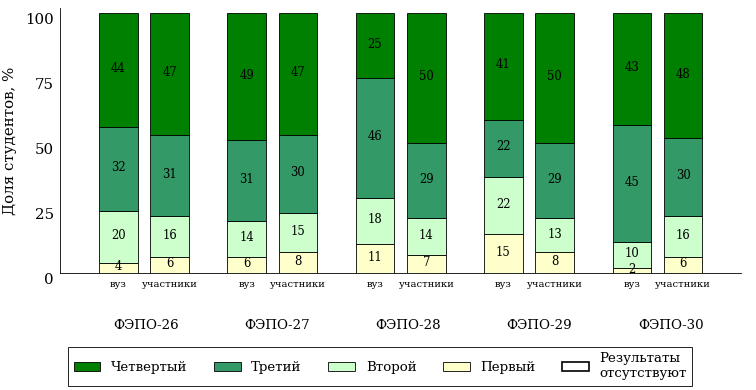 100
75
50
25
0
Доля студентов, %
44 47 49 47 25 50 41 50 43 48
32 31 31 30 46 29 22 29 45 30
20 16 14 15 18 14 22 13 10 16
4 6 6 8 11 7 15 8 2 6
вуз участники вуз участники вуз участники вуз участники вуз участники
ФЭПО-26 ФЭПО-27 ФЭПО-28 ФЭПО-29 ФЭПО-30
Четвертый Третий Второй Первый Результаты
отсутствуют